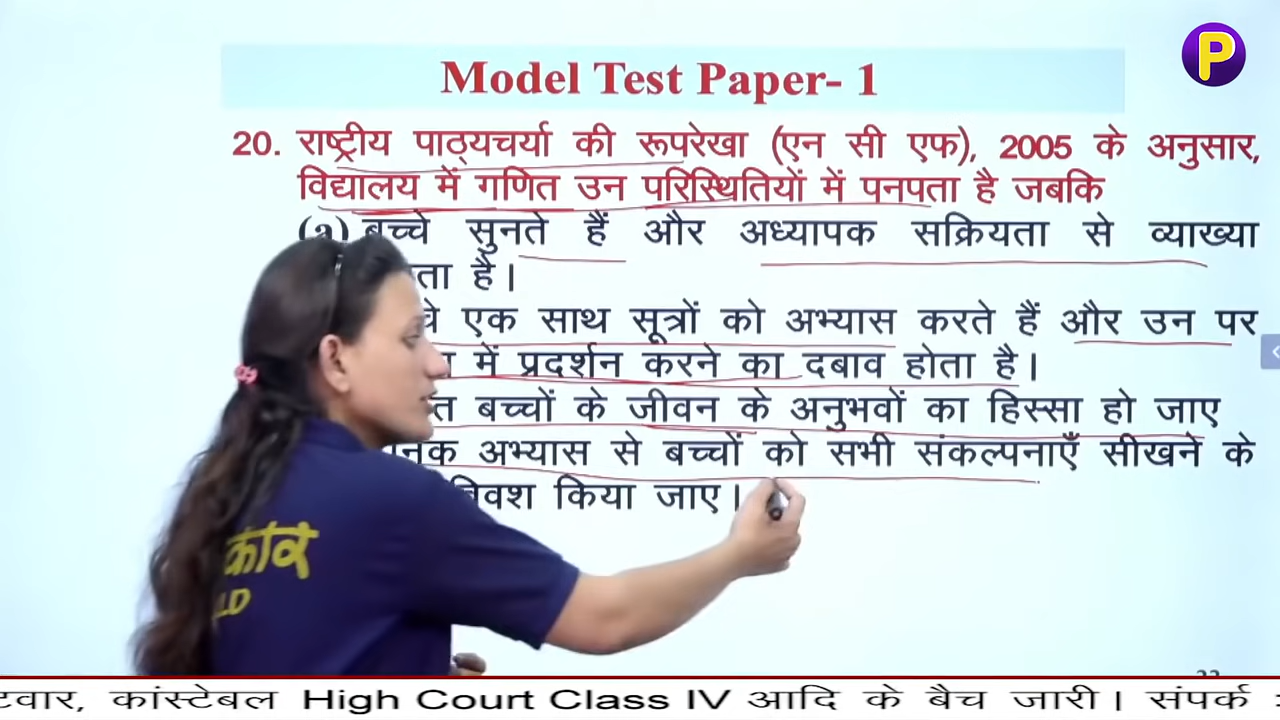 P
Model Test Paper- 1
20. राष्ट्रीय पाठ्यचर्या की रूपरेखा (एन सी एफ), 2005 के अनुसार,
विद्यालय में गणित उन परिस्थितियों में पनपता है जबकि
(a) बच्चे सुनते हैं और अध्यापक सक्रियता से व्याख्या
है।
एक साथ सूत्रों को अभ्यास करते हैं और उन पर
में प्रदर्शन करने का दबाव होता है।
बच्चों के जीवन के अनुभवों का हिस्सा हो जाए
अभ्यास से बच्चों को सभी संकल्पनाएँ सीखने के
किया जाए।
कांस्टेबल High Court Class IV आदि के बैच जारी। संपर्क :